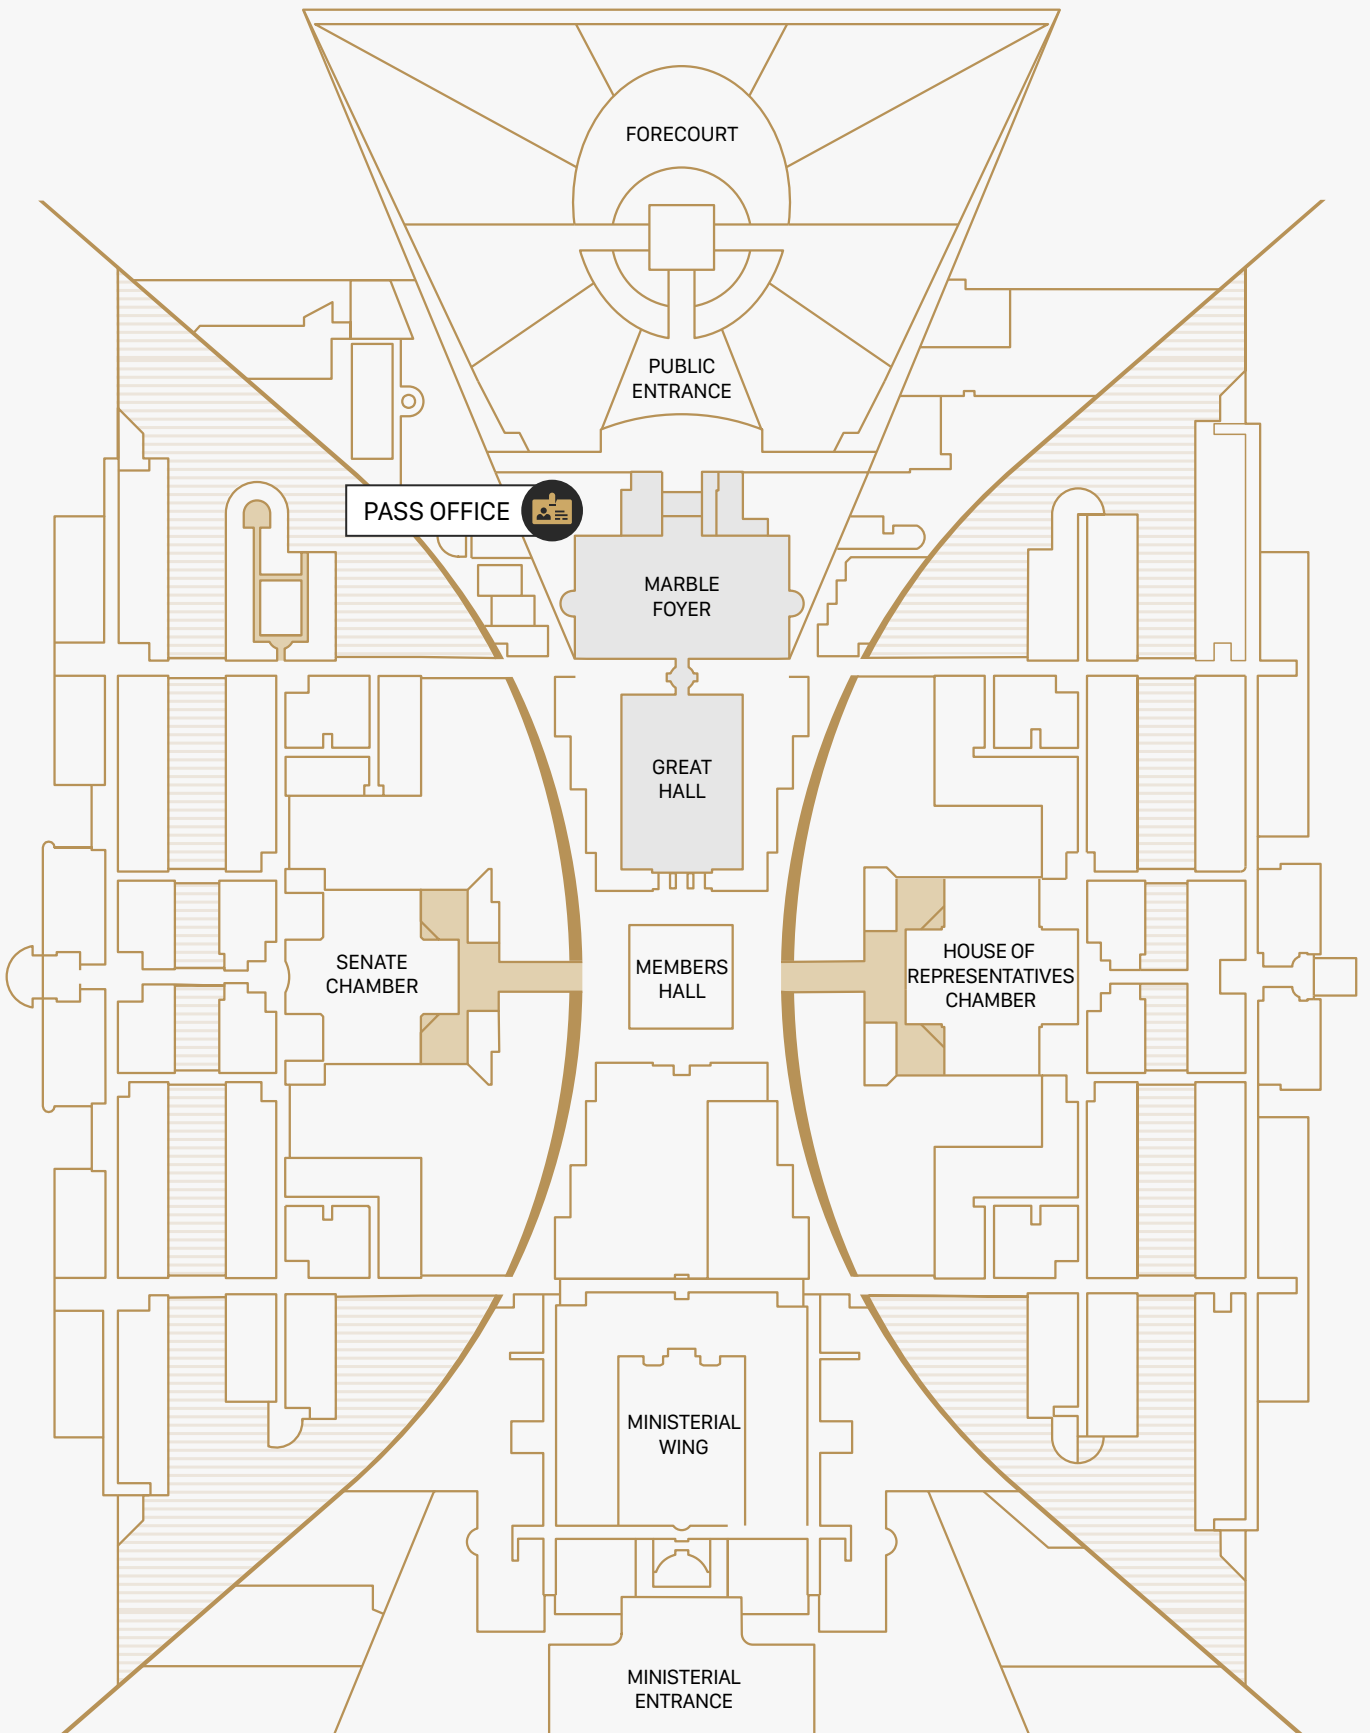 FORECOURT
PUBLIC
ENTRANCE
PASS OFFICE
MARBLE
FOYER
GREAT
HALL
SENATE
CHAMBER
MEMBERS
HALL
HOUSE OF
REPRESENTATIVES
CHAMBER
MINISTERIAL
WING
MINISTERIAL
ENTRANCE